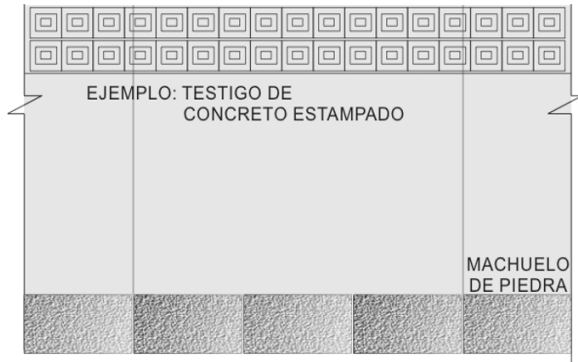 EJEMPLO: TESTIGO DE
CONCRETO ESTAMPADO
MACHUELO
DE PIEDRA